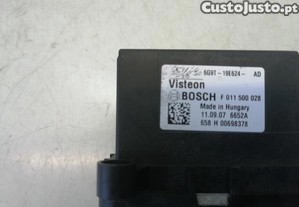 CustoJusto.pt
6G9T - 19E624 - AD
Visteon
BOSCH F 011 500 028
Made in Hungary
11.09.07 6652A
658 H 00698378